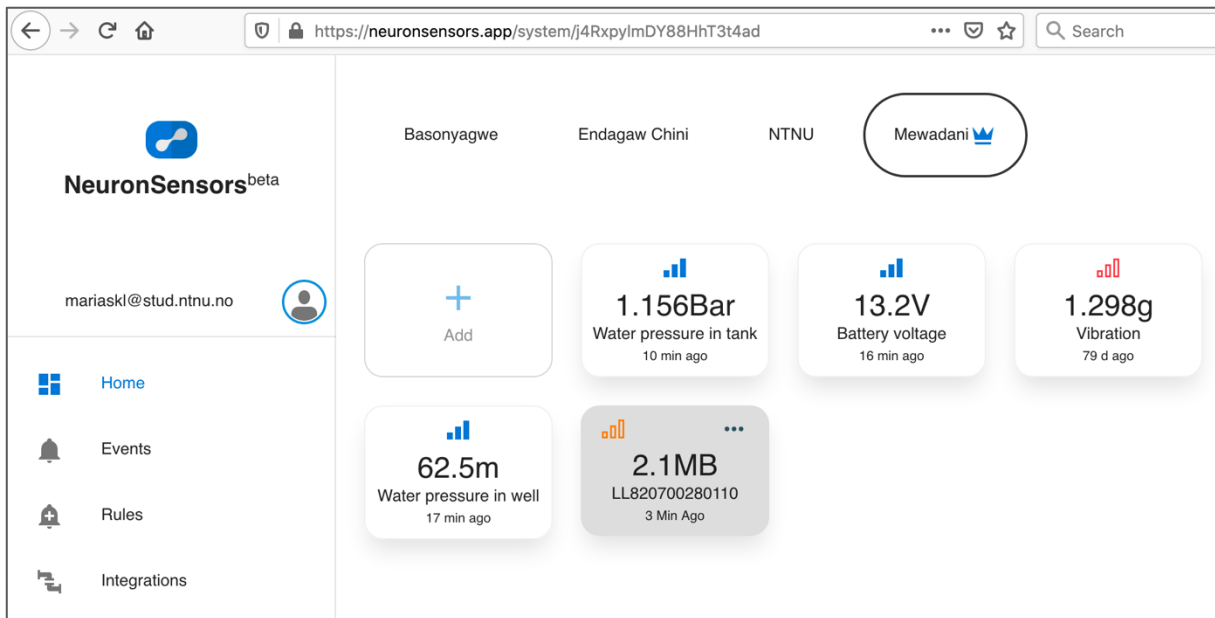 https://neuronsensors.app/system/j4RxpylmDY88HhT3t4ad
Search
NeuronSensors beta
mariaskl@stud.ntnu.no
Home
Events
Rules
Integrations
Basonyagwe Endagaw Chini NTNU Mewadani
Add
1.156Bar
Water pressure in tank
10 min ago
13.2V
Battery voltage
16 min ago
1.298g
Vibration
79 d ago
62.5m
Water pressure in well
17 min ago
2.1MB
LL820700280110
3 Min Ago